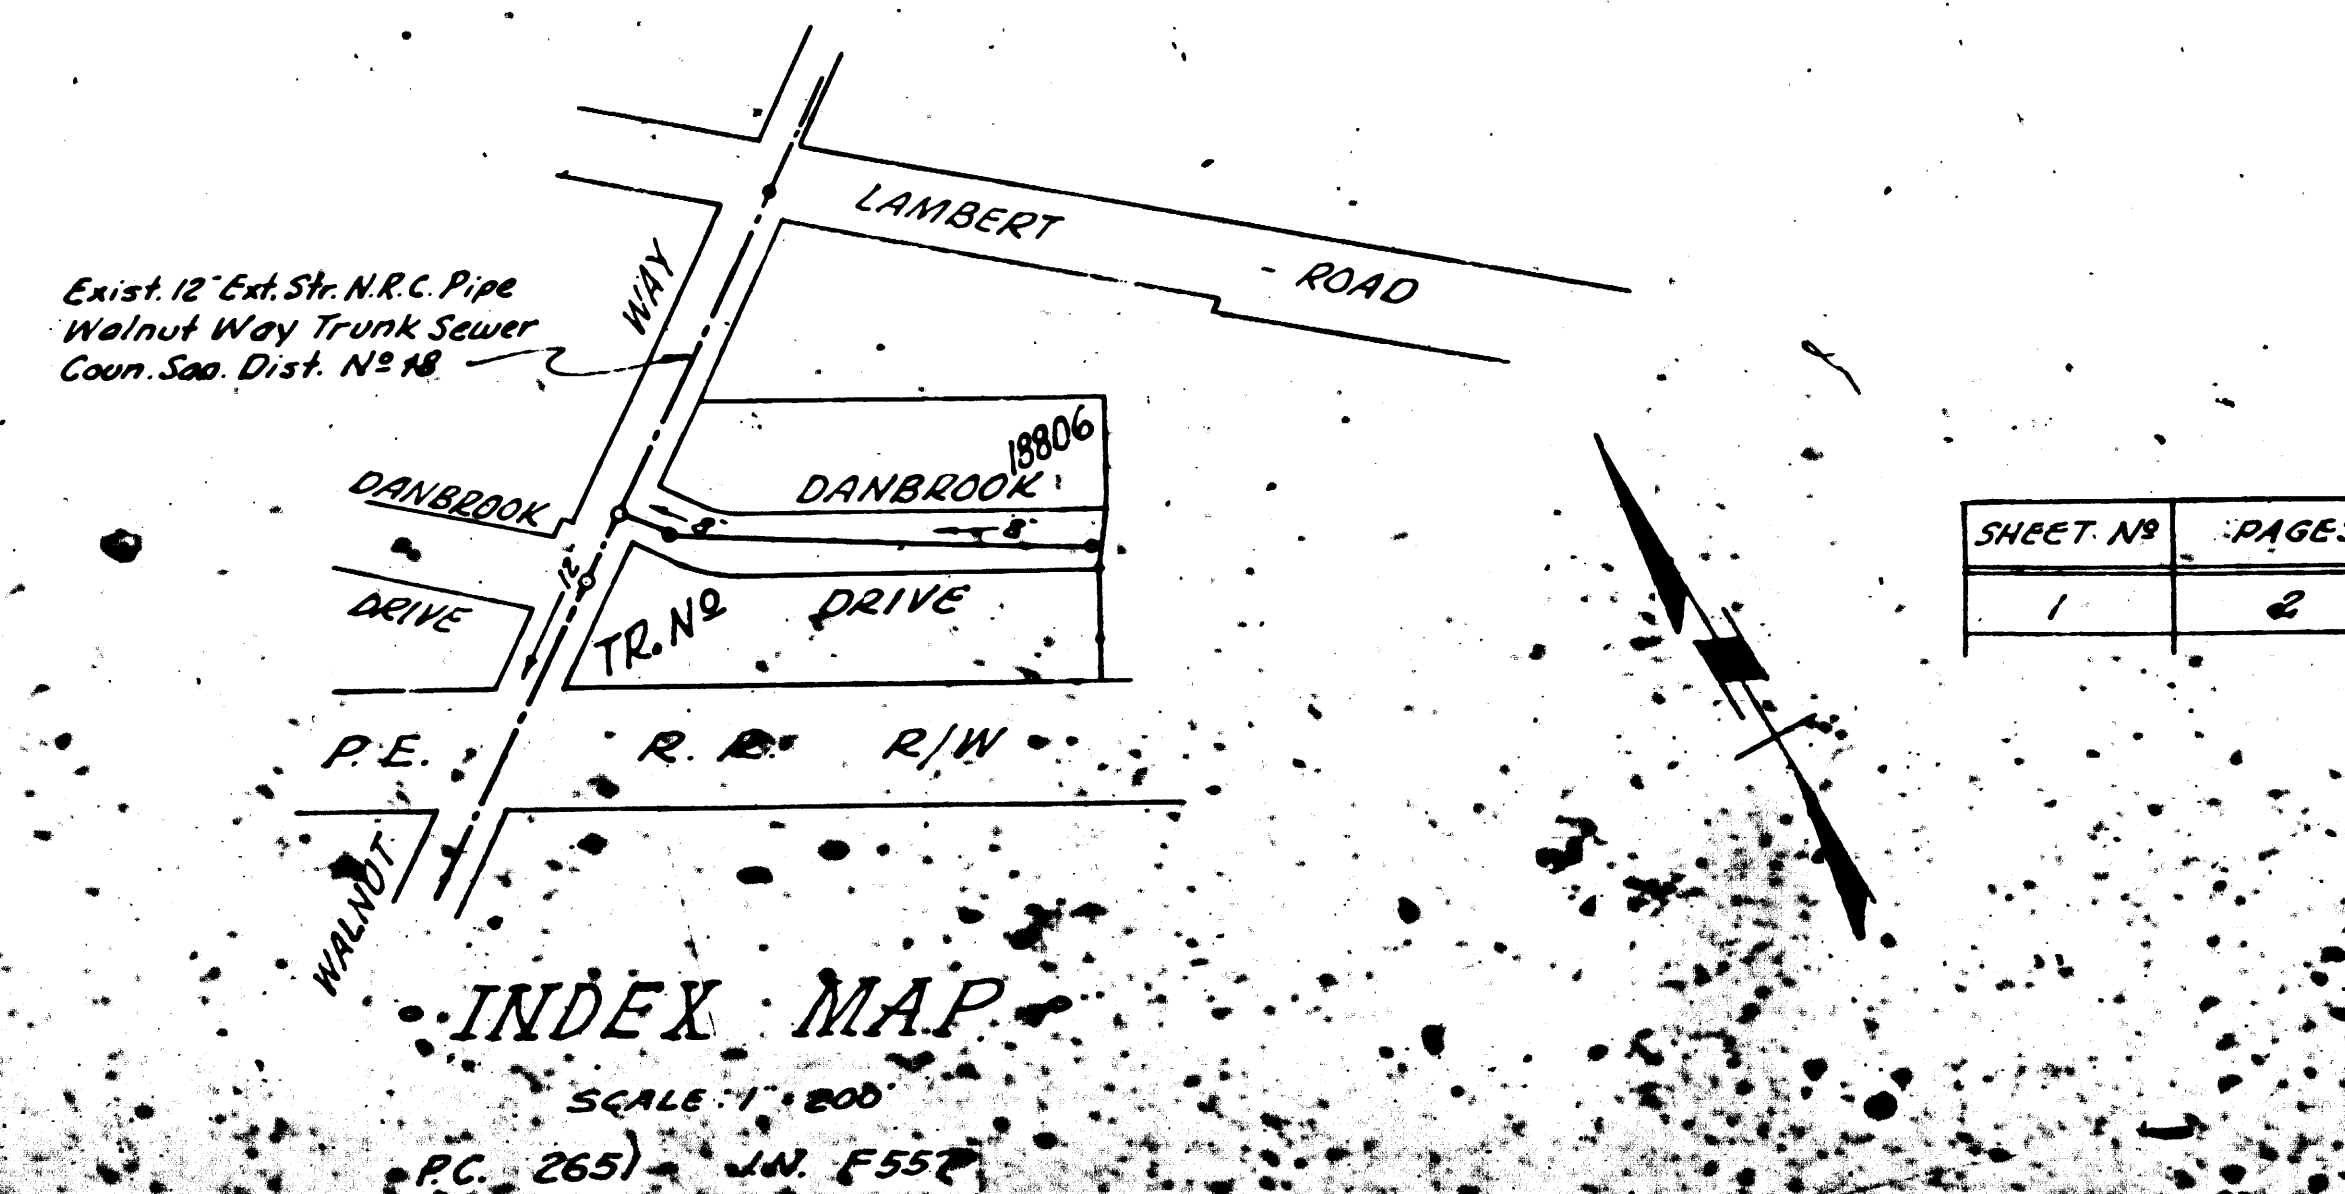 LAMBERT ROAD
WAY
Exist. 12" Ext. Str. N.R.C. Pipe
Walnut Way Trunk Sewer
Coun. San. Dist. Nº 18
18806
DANBROOK
DANBROOK
8"
8"
12"
DRIVE
TR. Nº
DRIVE
SHEET Nº PAGES
1 2
P. E. R. R. R/W
WALNUT
INDEX MAP
SCALE: 1" = 200'
P.C. 2651 J.N.